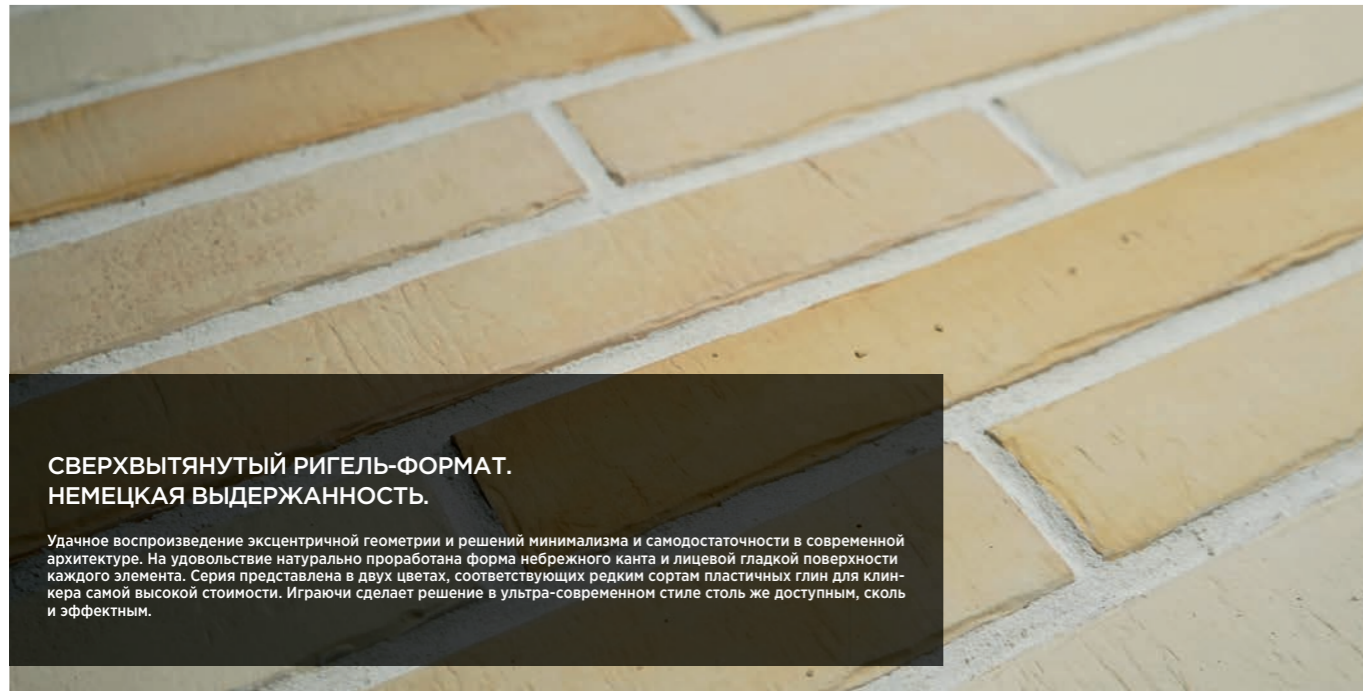 СВЕРХВЫТЯНУТЫЙ РИГЕЛЬ-ФОРМАТ.
НЕМЕЦКАЯ ВЫДЕРЖАННОСТЬ.
Удачное воспроизведение эксцентричной геометрии и решений минимализма и самодостаточности в современной
архитектуре. На удовольствие натурально проработана форма небрежного канта и лицевой гладкой поверхности
каждого элемента. Серия представлена в двух цветах, соответствующих редким сортам пластичных глин для клин-
кера самой высокой стоимости. Играючи сделает решение в ультра-современном стиле столь же доступным, сколь
и эффектным.